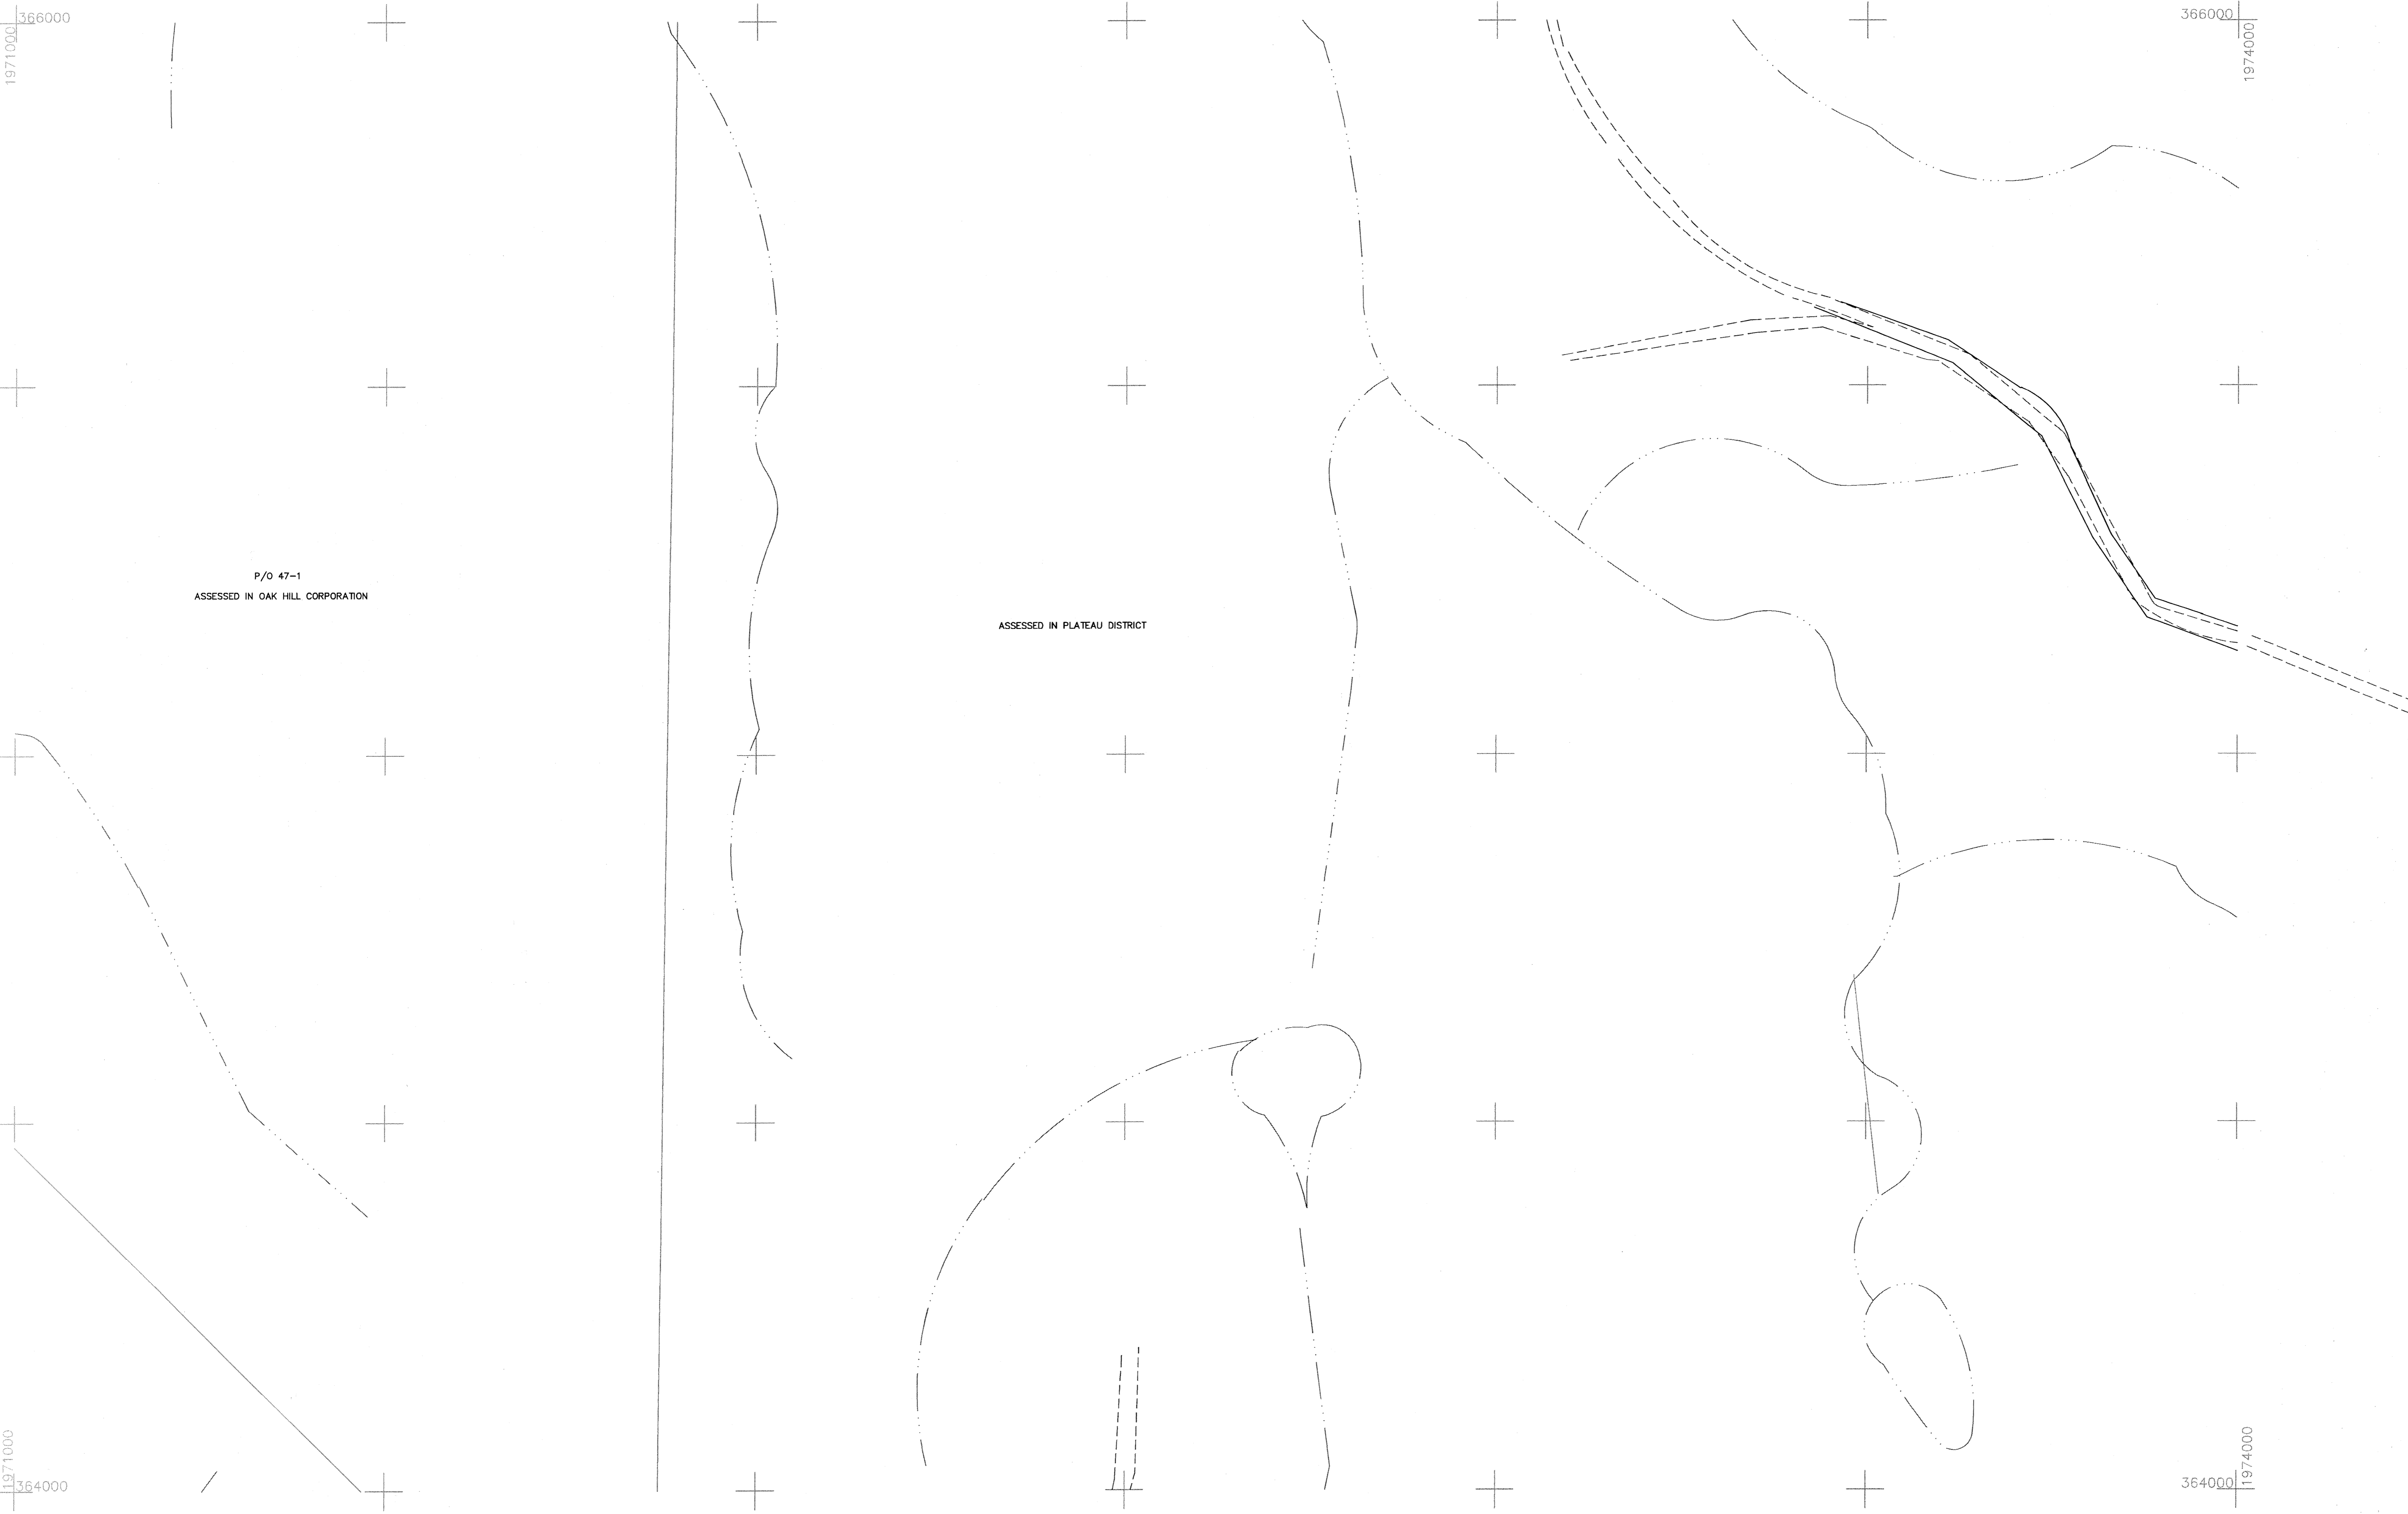 366000
366000
1971000
1974000
P/O 47-1
ASSESSED IN OAK HILL CORPORATION
ASSESSED IN PLATEAU DISTRICT
1971000
1974000
364000
364000